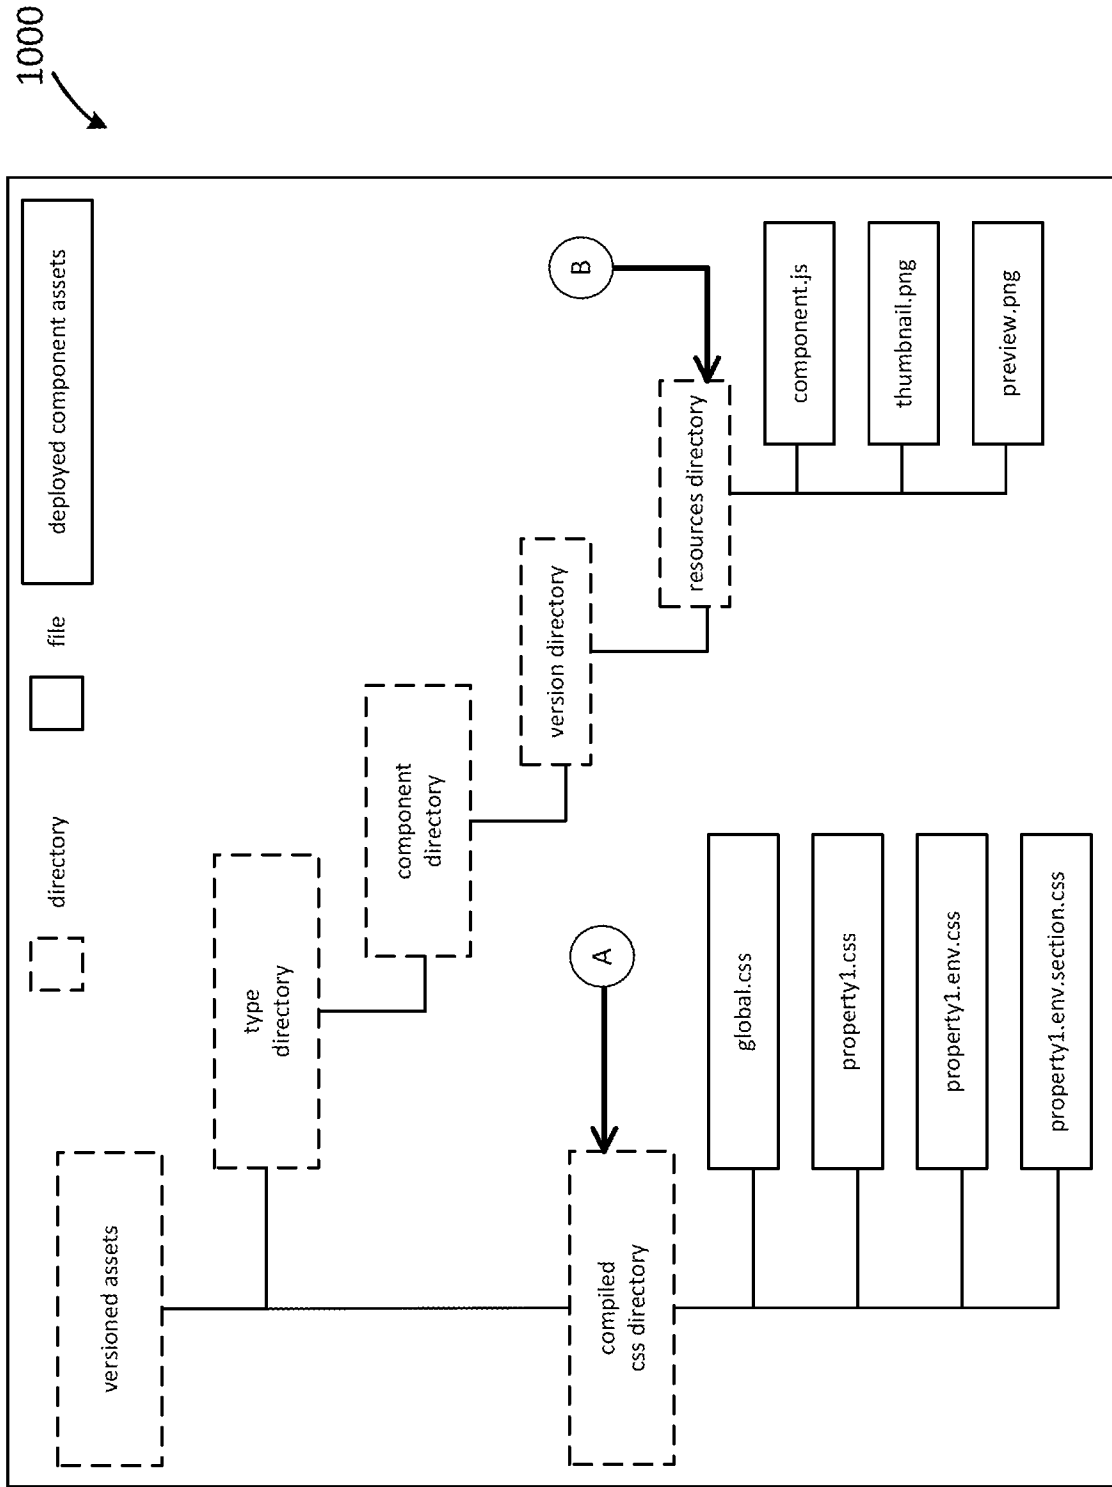 1000
directory
file
deployed component assets
versioned assets
type
directory
component
directory
version directory
resources directory
B
component.js
thumbnail.png
preview.png
A
compiled
css directory
global.css
property1.css
property1.env.css
property1.env.section.css